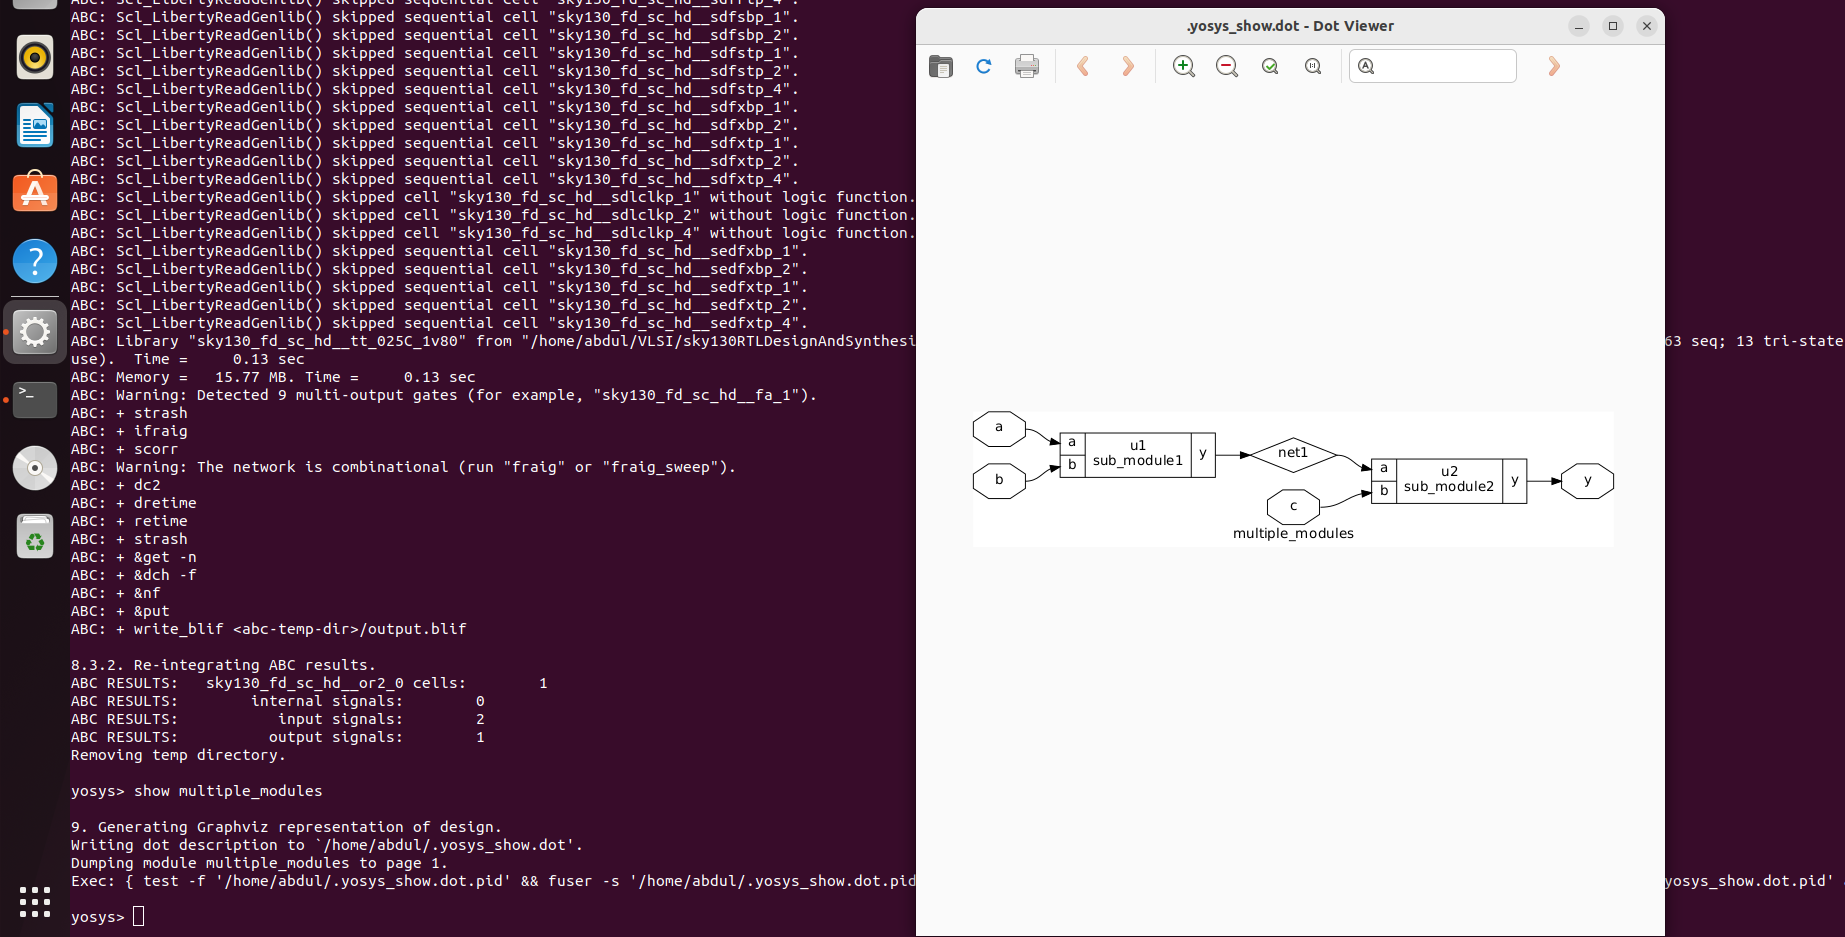 ABC: Scl_LibertyReadGenlib() skipped sequential cell "sky130_fd_sc_hd__sdfrtp_4".
ABC: Scl_LibertyReadGenlib() skipped sequential cell "sky130_fd_sc_hd__sdfsbp_1".
ABC: Scl_LibertyReadGenlib() skipped sequential cell "sky130_fd_sc_hd__sdfsbp_2".
ABC: Scl_LibertyReadGenlib() skipped sequential cell "sky130_fd_sc_hd__sdfstp_1".
ABC: Scl_LibertyReadGenlib() skipped sequential cell "sky130_fd_sc_hd__sdfstp_2".
ABC: Scl_LibertyReadGenlib() skipped sequential cell "sky130_fd_sc_hd__sdfstp_4".
ABC: Scl_LibertyReadGenlib() skipped sequential cell "sky130_fd_sc_hd__sdfxbp_1".
ABC: Scl_LibertyReadGenlib() skipped sequential cell "sky130_fd_sc_hd__sdfxbp_2".
ABC: Scl_LibertyReadGenlib() skipped sequential cell "sky130_fd_sc_hd__sdfxtp_1".
ABC: Scl_LibertyReadGenlib() skipped sequential cell "sky130_fd_sc_hd__sdfxtp_2".
ABC: Scl_LibertyReadGenlib() skipped sequential cell "sky130_fd_sc_hd__sdfxtp_4".
ABC: Scl_LibertyReadGenlib() skipped cell "sky130_fd_sc_hd__sdlclkp_1" without logic function.
ABC: Scl_LibertyReadGenlib() skipped cell "sky130_fd_sc_hd__sdlclkp_2" without logic function.
ABC: Scl_LibertyReadGenlib() skipped cell "sky130_fd_sc_hd__sdlclkp_4" without logic function.
ABC: Scl_LibertyReadGenlib() skipped sequential cell "sky130_fd_sc_hd__sedfxbp_1".
ABC: Scl_LibertyReadGenlib() skipped sequential cell "sky130_fd_sc_hd__sedfxbp_2".
ABC: Scl_LibertyReadGenlib() skipped sequential cell "sky130_fd_sc_hd__sedfxtp_1".
ABC: Scl_LibertyReadGenlib() skipped sequential cell "sky130_fd_sc_hd__sedfxtp_2".
ABC: Scl_LibertyReadGenlib() skipped sequential cell "sky130_fd_sc_hd__sedfxtp_4".
ABC: Library "sky130_fd_sc_hd__tt_025C_1v80" from "/home/abdul/VLSI/sky130RTLDesignAndSynthesi 63 seq; 13 tri-state
use).  Time =     0.13 sec
ABC: Memory =   15.77 MB. Time =     0.13 sec
ABC: Warning: Detected 9 multi-output gates (for example, "sky130_fd_sc_hd__fa_1").
ABC: + strash
ABC: + ifraig
ABC: + scorr
ABC: Warning: The network is combinational (run "fraig" or "fraig_sweep").
ABC: + dc2
ABC: + dretime
ABC: + retime
ABC: + strash
ABC: + &get -n
ABC: + &dch -f
ABC: + &nf
ABC: + &put
ABC: + write_blif <abc-temp-dir>/output.blif
8.3.2. Re-integrating ABC results.
ABC RESULTS:   sky130_fd_sc_hd__or2_0 cells:        1
ABC RESULTS:        internal signals:        0
ABC RESULTS:           input signals:        2
ABC RESULTS:          output signals:        1
Removing temp directory.
yosys> show multiple_modules
9. Generating Graphviz representation of design.
Writing dot description to `/home/abdul/.yosys_show.dot'.
Dumping module multiple_modules to page 1.
Exec: { test -f '/home/abdul/.yosys_show.dot.pid' && fuser -s '/home/abdul/.yosys_show.dot.pid yosys_show.dot.pid'
yosys>
.yosys_show.dot - Dot Viewer
a
b
a
b
u1
sub_module1
y
net1
c
a
b
u2
sub_module2
y
y
multiple_modules